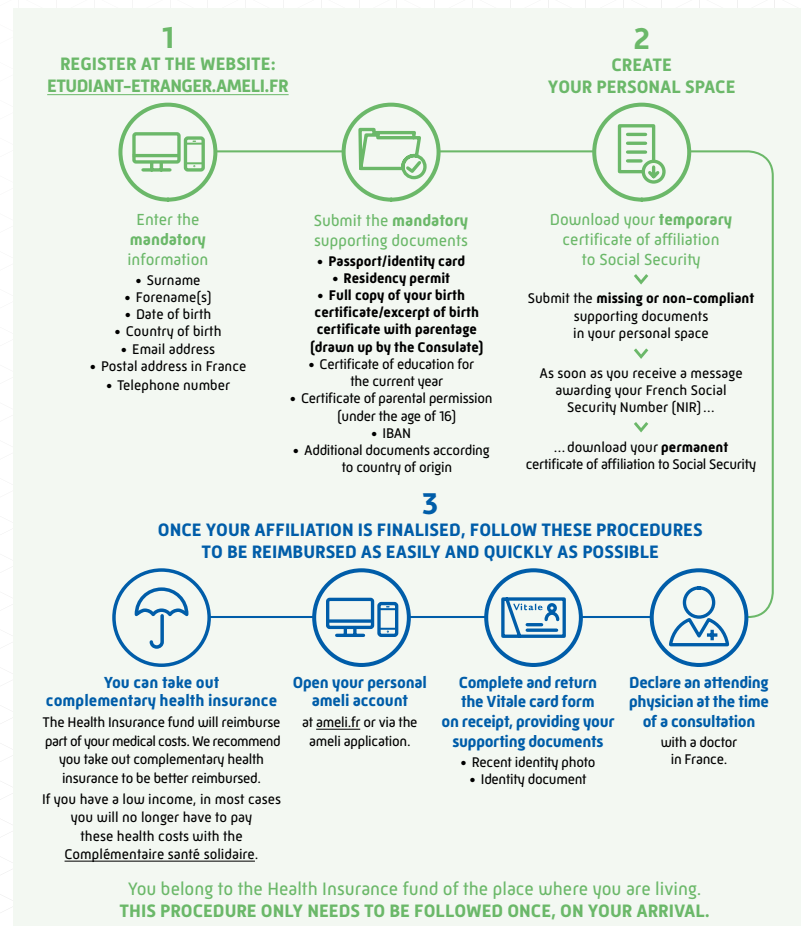 1
REGISTER AT THE WEBSITE:
ETUDIANT-ETRANGER.AMELI.FR
Enter the
mandatory
information
• Surname
• Forename(s)
• Date of birth
• Country of birth
• Email address
• Postal address in France
• Telephone number
Submit the mandatory
supporting documents
• Passport/identity card
• Residency permit
• Full copy of your birth
certificate/excerpt of birth
certificate with parentage
(drawn up by the Consulate)
• Certificate of education for
the current year
• Certificate of parental permission
(under the age of 16)
• IBAN
• Additional documents according
to country of origin
2
CREATE
YOUR PERSONAL SPACE
Download your temporary
certificate of affiliation
to Social Security
Submit the missing or non-compliant
supporting documents
in your personal space
As soon as you receive a message
awarding your French Social
Security Number (NIR)...
...download your permanent
certificate of affiliation to Social Security
3
ONCE YOUR AFFILIATION IS FINALISED, FOLLOW THESE PROCEDURES
TO BE REIMBURSED AS EASILY AND QUICKLY AS POSSIBLE
You can take out
complementary health insurance
The Health Insurance fund will reimburse
part of your medical costs. We recommend
you take out complementary health
insurance to be better reimbursed.
If you have a low income, in most cases
you will no longer have to pay
these health costs with the
Complémentaire santé solidaire.
Open your personal
ameli account
at ameli.fr or via the
ameli application.
Vitale
Complete and return
the Vitale card form
on receipt, providing your
supporting documents
• Recent identity photo
• Identity document
Declare an attending
physician at the time
of a consultation
with a doctor
in France.
You belong to the Health Insurance fund of the place where you are living.
THIS PROCEDURE ONLY NEEDS TO BE FOLLOWED ONCE, ON YOUR ARRIVAL.